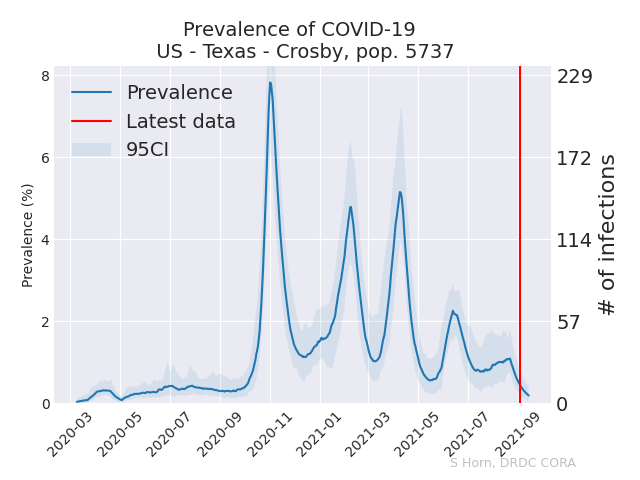 Prevalence of COVID-19
US - Texas - Crosby, pop. 5737
Prevalence
Latest data
95CI
Prevalence (%)
8
6
4
2
0
# of infections
229
172
114
57
0
2020-03
2020-05
2020-07
2020-09
2020-11
2021-01
2021-03
2021-05
2021-07
2021-09
S Horn, DRDC CORA